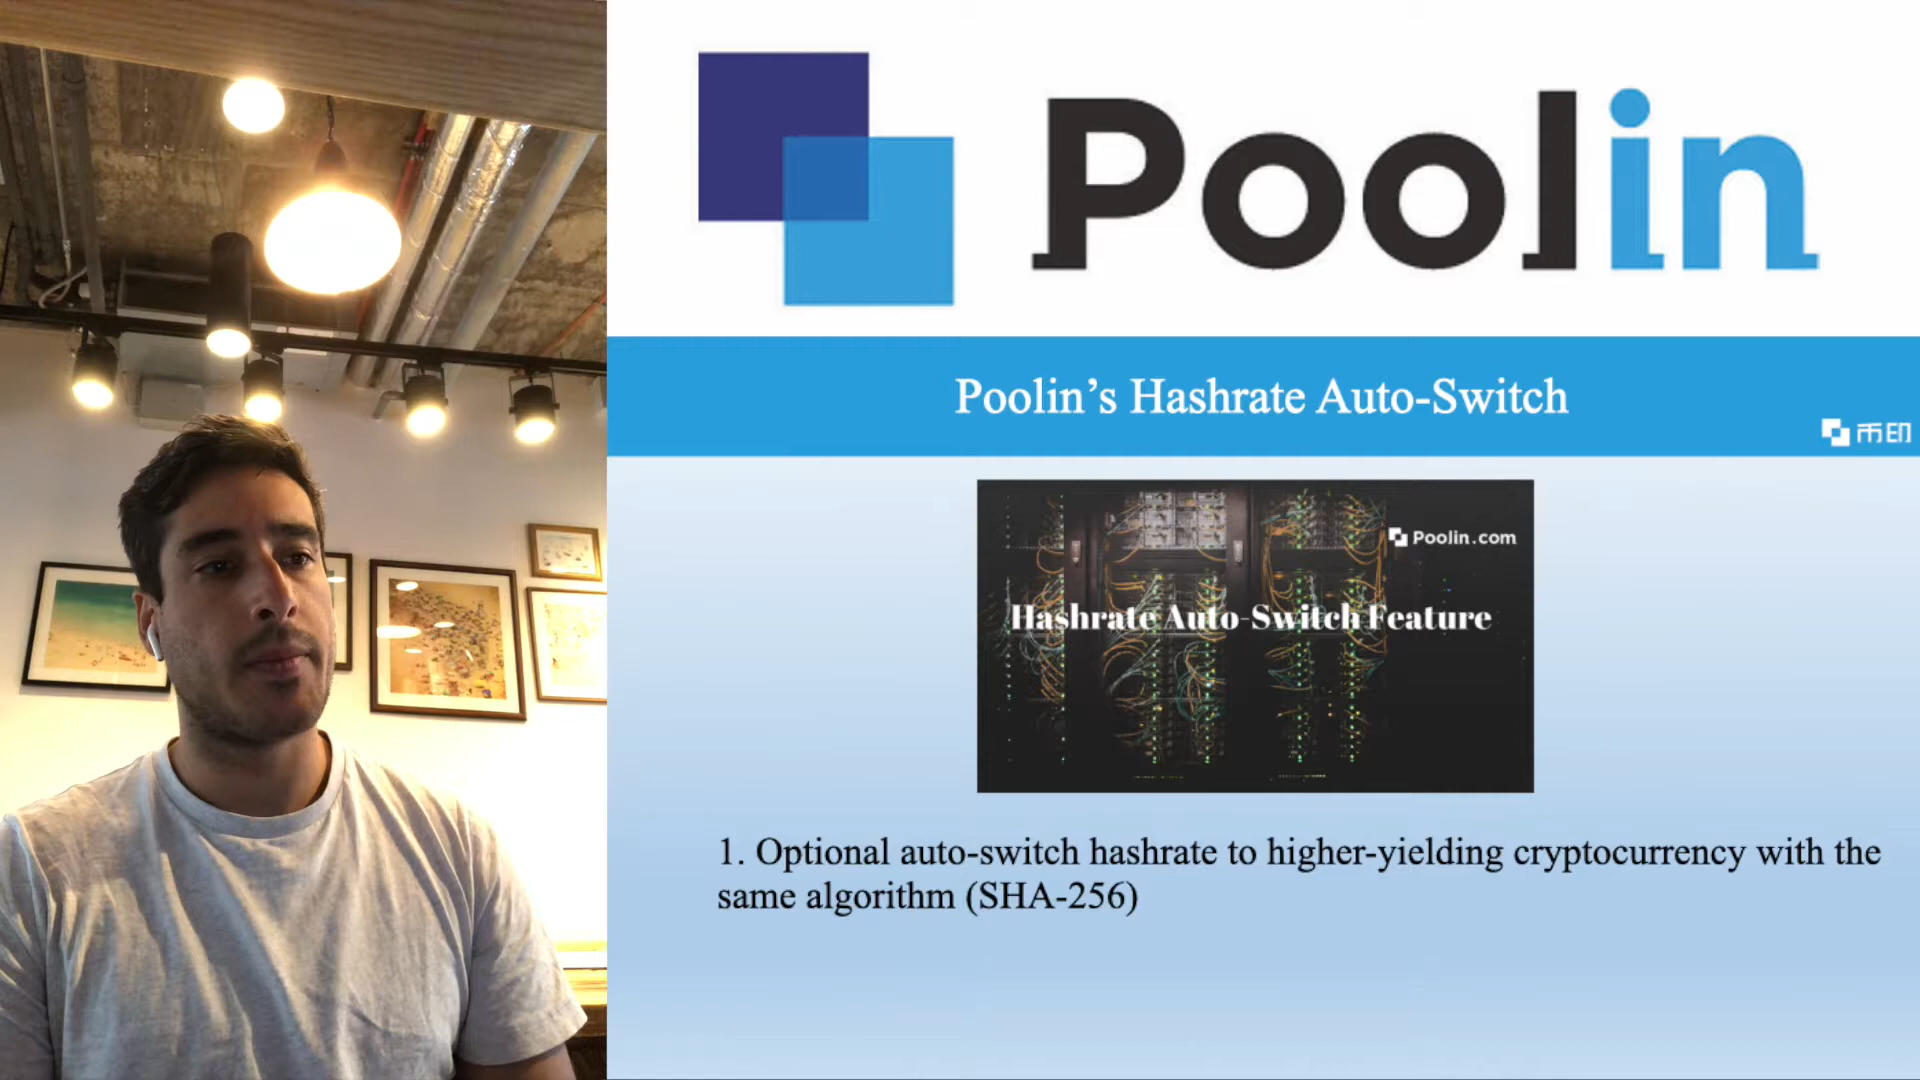 Poolin
Poolin’s Hashrate Auto-Switch
币印
Poolin.com
Hashrate Auto-Switch Feature
1. Optional auto-switch hashrate to higher-yielding cryptocurrency with the
same algorithm (SHA-256)